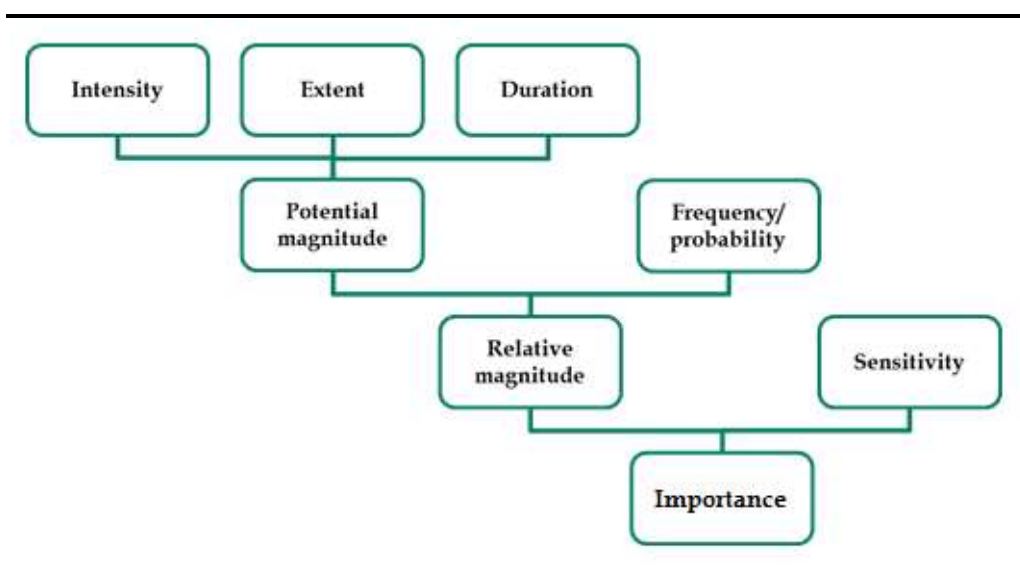 Intensity
Extent
Duration
Potential
magnitude
Frequency/
probability
Relative
magnitude
Sensitivity
Importance